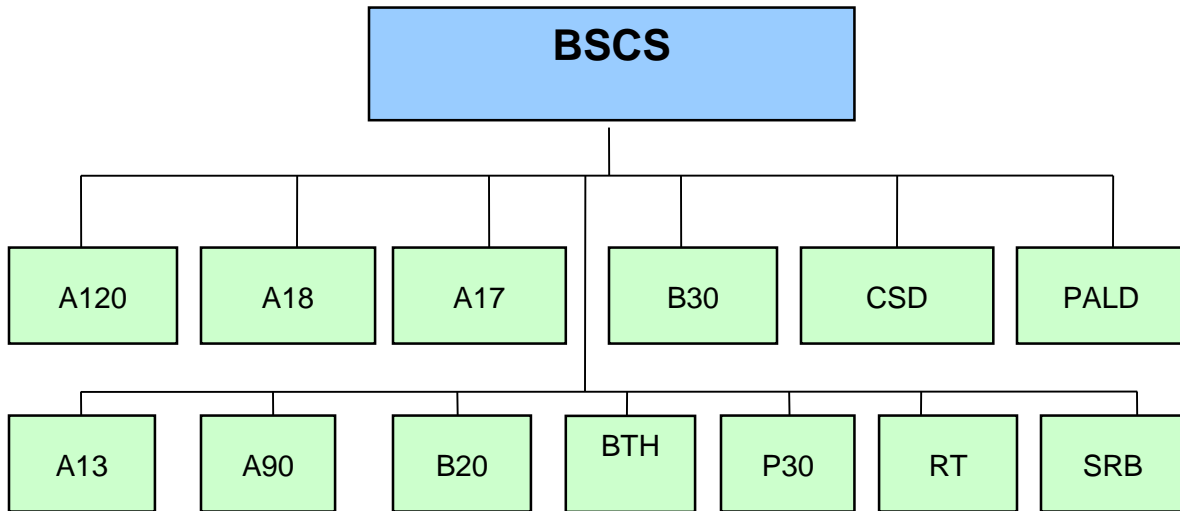 BSCS
A120
A18
A17
B30
CSD
PALD
A13
A90
B20
BTH
P30
RT
SRB